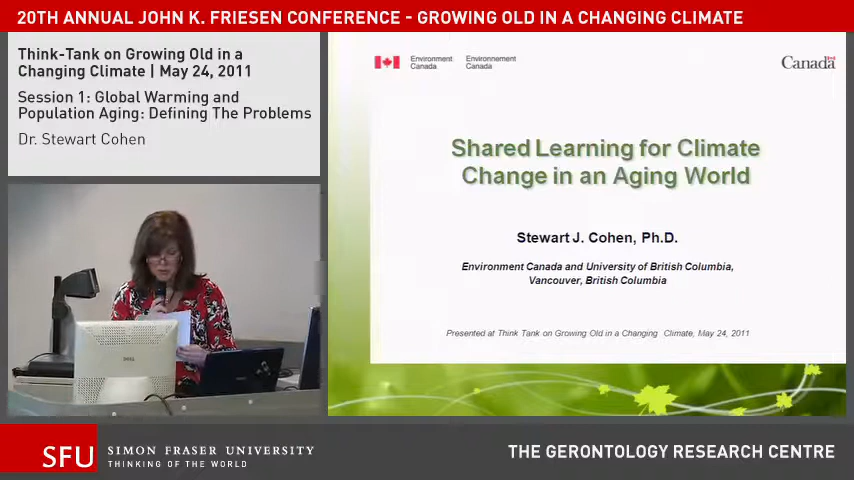 20TH ANNUAL JOHN K. FRIESEN CONFERENCE - GROWING OLD IN A CHANGING CLIMATE
Think-Tank on Growing Old in a
Changing Climate | May 24, 2011
Session 1: Global Warming and
Population Aging: Defining The Problems
Dr. Stewart Cohen
Environment
Canada
Environnement
Canada
Canada
Shared Learning for Climate
Change in an Aging World
Stewart J. Cohen, Ph.D.
Environment Canada and University of British Columbia,
Vancouver, British Columbia
Presented at Think Tank on Growing Old in a Changing Climate, May 24, 2011
DELL
SFU
SIMON FRASER UNIVERSITY
THINKING OF THE WORLD
THE GERONTOLOGY RESEARCH CENTRE